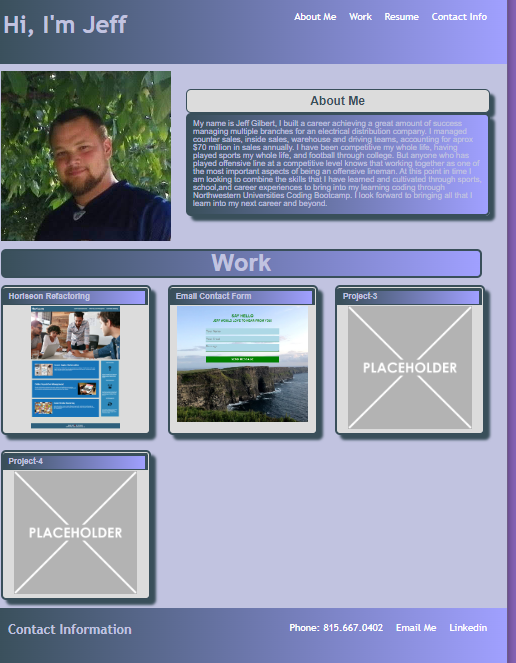 Hi, I'm Jeff
About Me Work Resume Contact Info
About Me
My name is Jeff Gilbert, I built a career achieving a great amount of success
managing multiple branches for an electrical distribution company. I managed
counter sales, inside sales, warehouse and driving teams, accounting for aprox
$70 million in sales annually. I have been competitive my whole life, having
played sports my whole life, and football through college. But anyone who has
played offensive line at a competitive level knows that working together as one of
the most important aspects of being an offensive lineman. At this point in time I
am looking to combine the skills that I have learned and cultivated through sports,
school,and career experiences to bring into my learning coding through
Northwestern Universities Coding Bootcamp. I look forward to bringing all that I
learn into my next career and beyond.
Work
Horiseon Refactoring
Email Contact Form
SAY HELLO
Project-3
PLACEHOLDER
Project-4
PLACEHOLDER
Contact Information
Phone: 815.667.0402 Email Me Linkedin